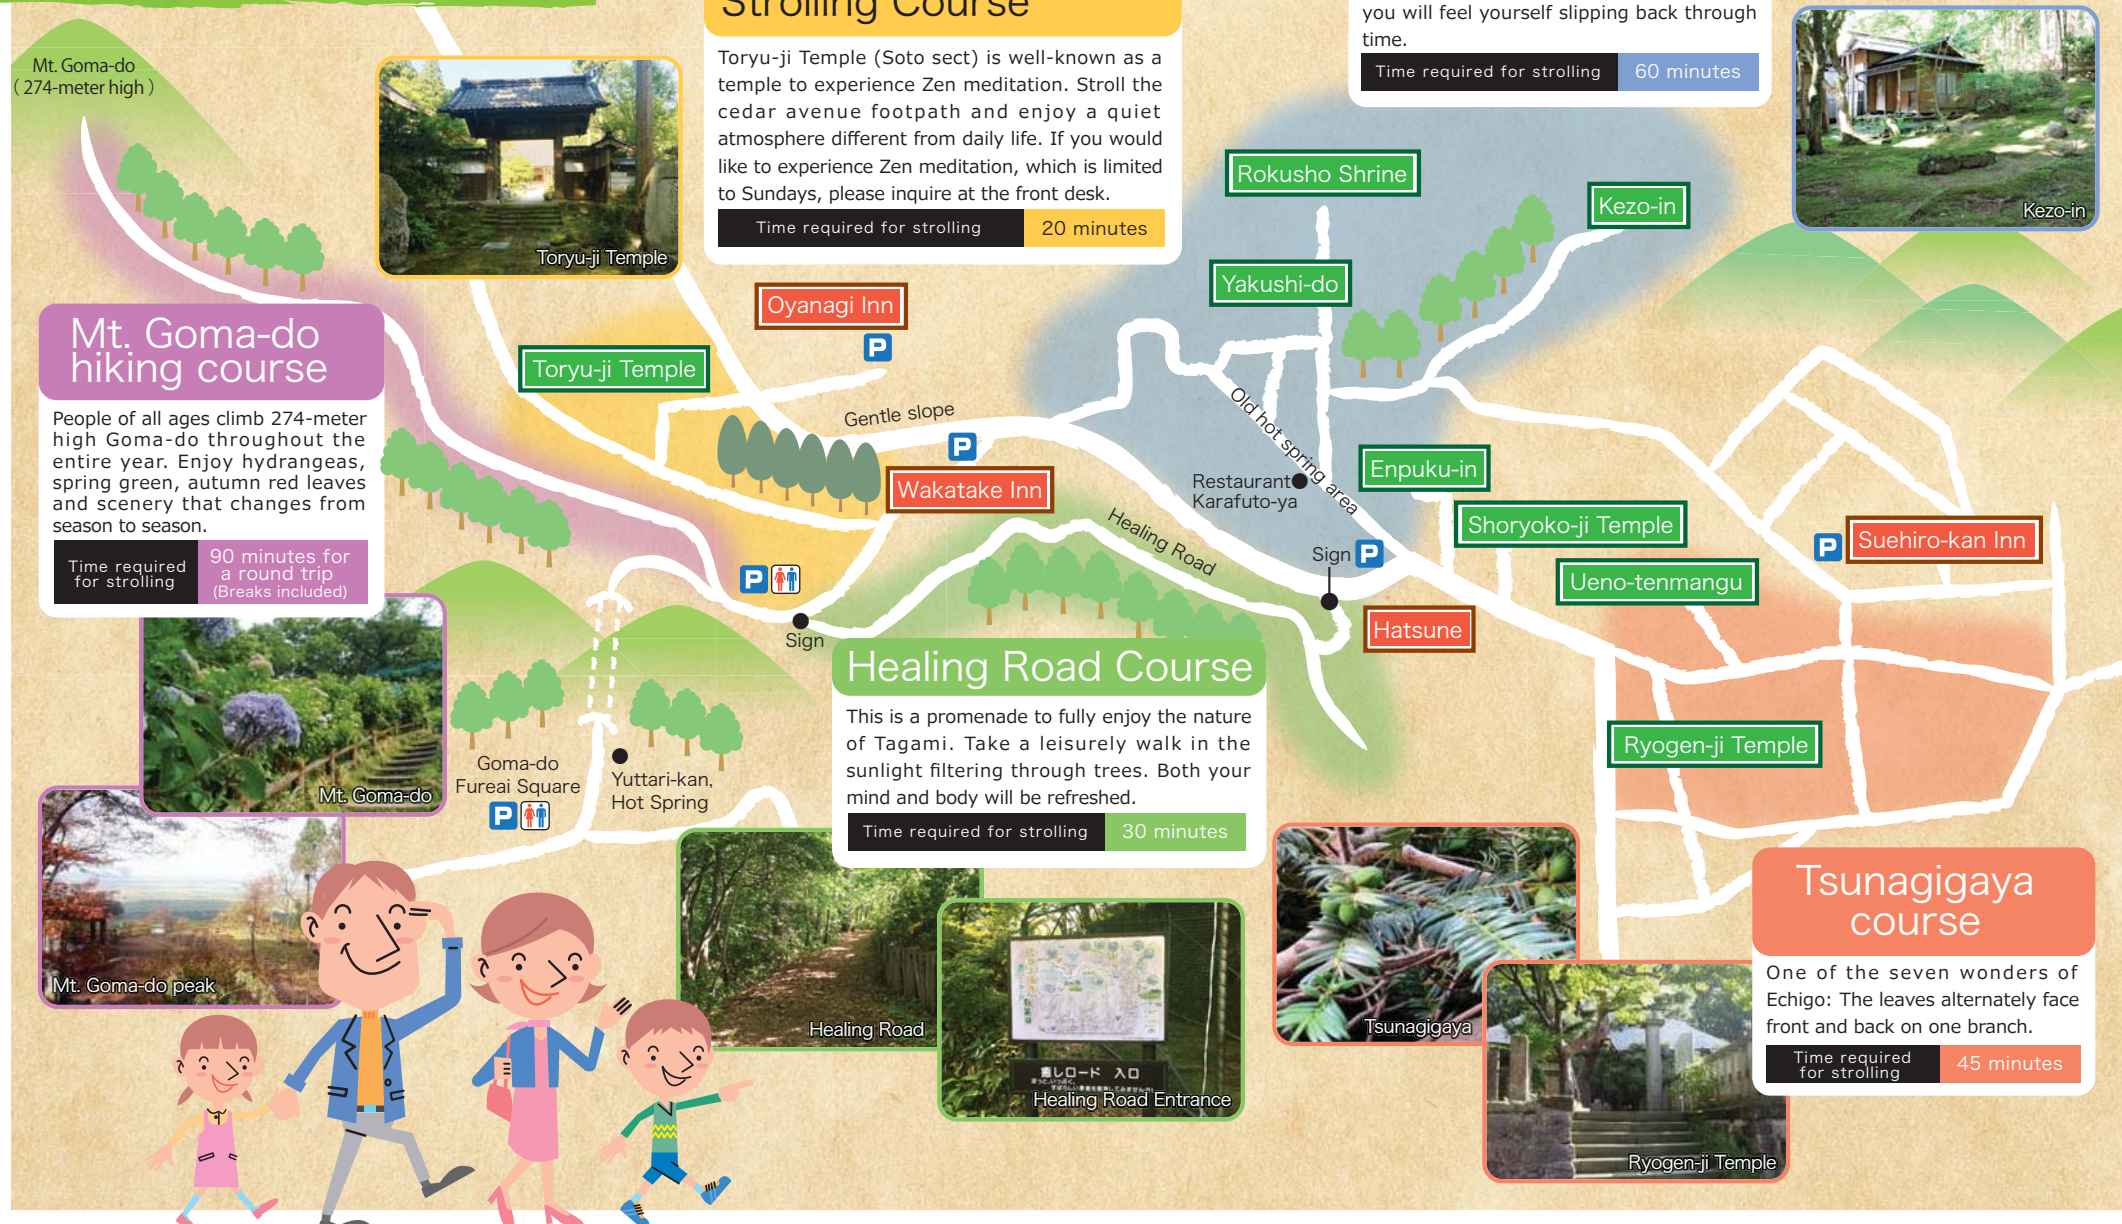 Strolling Course
Toryu-ji Temple (Soto sect) is well-known as a
temple to experience Zen meditation. Stroll the
cedar avenue footpath and enjoy a quiet
atmosphere different from daily life. If you would
like to experience Zen meditation, which is limited
to Sundays, please inquire at the front desk.
Time required for strolling
20 minutes
you will feel yourself slipping back through
time.
Time required for strolling
60 minutes
Kezo-in
Mt. Goma-do
(274-meter high)
Toryu-ji Temple
Rokusho Shrine
Kezo-in
Yakushi-do
Oyanagi Inn
P
Toryu-ji Temple
Mt. Goma-do
hiking course
People of all ages climb 274-meter
high Goma-do throughout the
entire year. Enjoy hydrangeas,
spring green, autumn red leaves
and scenery that changes from
season to season.
Time required
for strolling
90 minutes for
a round trip
(Breaks included)
Gentle slope
P
Wakatake Inn
Old hot spring area
Restaurant
Karafuto-ya
Enpuku-in
Shoryoko-ji Temple
Healing Road
Sign P
P Suehiro-kan Inn
Ueno-tenmangu
P
Sign
Hatsune
Healing Road Course
This is a promenade to fully enjoy the nature
of Tagami. Take a leisurely walk in the
sunlight filtering through trees. Both your
mind and body will be refreshed.
Time required for strolling
30 minutes
Ryogen-ji Temple
Goma-do
Fureai Square
P
Yuttari-kan,
Hot Spring
Mt. Goma-do
Mt. Goma-do peak
Healing Road
癒しロード 入口
Healing Road Entrance
Tsunagigaya
Ryogen-ji Temple
Tsunagigaya
course
One of the seven wonders of
Echigo: The leaves alternately face
front and back on one branch.
Time required
for strolling
45 minutes